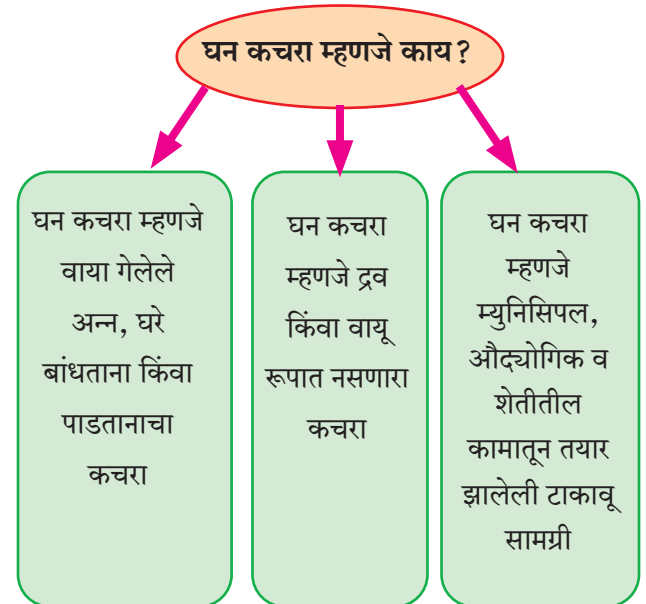 घन कचरा म्हणजे काय?
घन कचरा म्हणजे
वाया गेलेले
अन्न, घरे
बांधताना किंवा
पाडतानाचा
कचरा
घन कचरा
म्हणजे द्रव
किंवा वायू
रूपात नसणारा
कचरा
घन कचरा
म्हणजे
म्युनिसिपल,
औद्योगिक व
शेतीतील
कामातून तयार
झालेली टाकावू
सामग्री